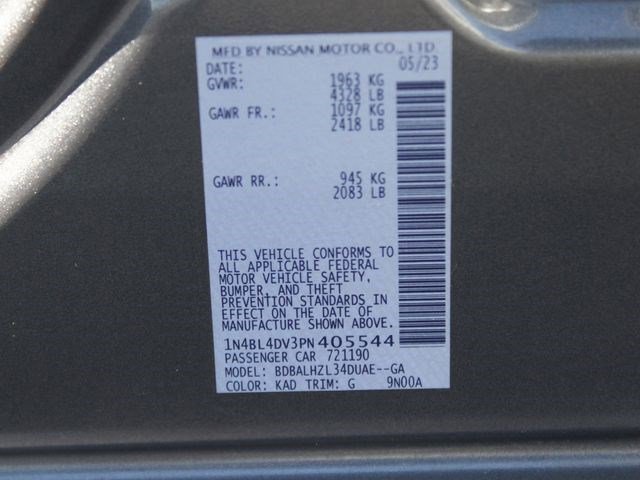 MFD BY NISSAN MOTOR CO., LTD.
DATE: 05/23
GVWR: 1963 KG
4328 LB
GAWR FR.: 1097 KG
2418 LB
GAWR RR.: 945 KG
2083 LB
THIS VEHICLE CONFORMS TO
ALL APPLICABLE FEDERAL
MOTOR VEHICLE SAFETY,
BUMPER, AND THEFT
PREVENTION STANDARDS IN
EFFECT ON THE DATE OF
MANUFACTURE SHOWN ABOVE.
1N4BL4DV3PN405544
PASSENGER CAR 721190
MODEL: BDBALHZL34DUAE--GA
COLOR: KAD TRIM: G 9N00A